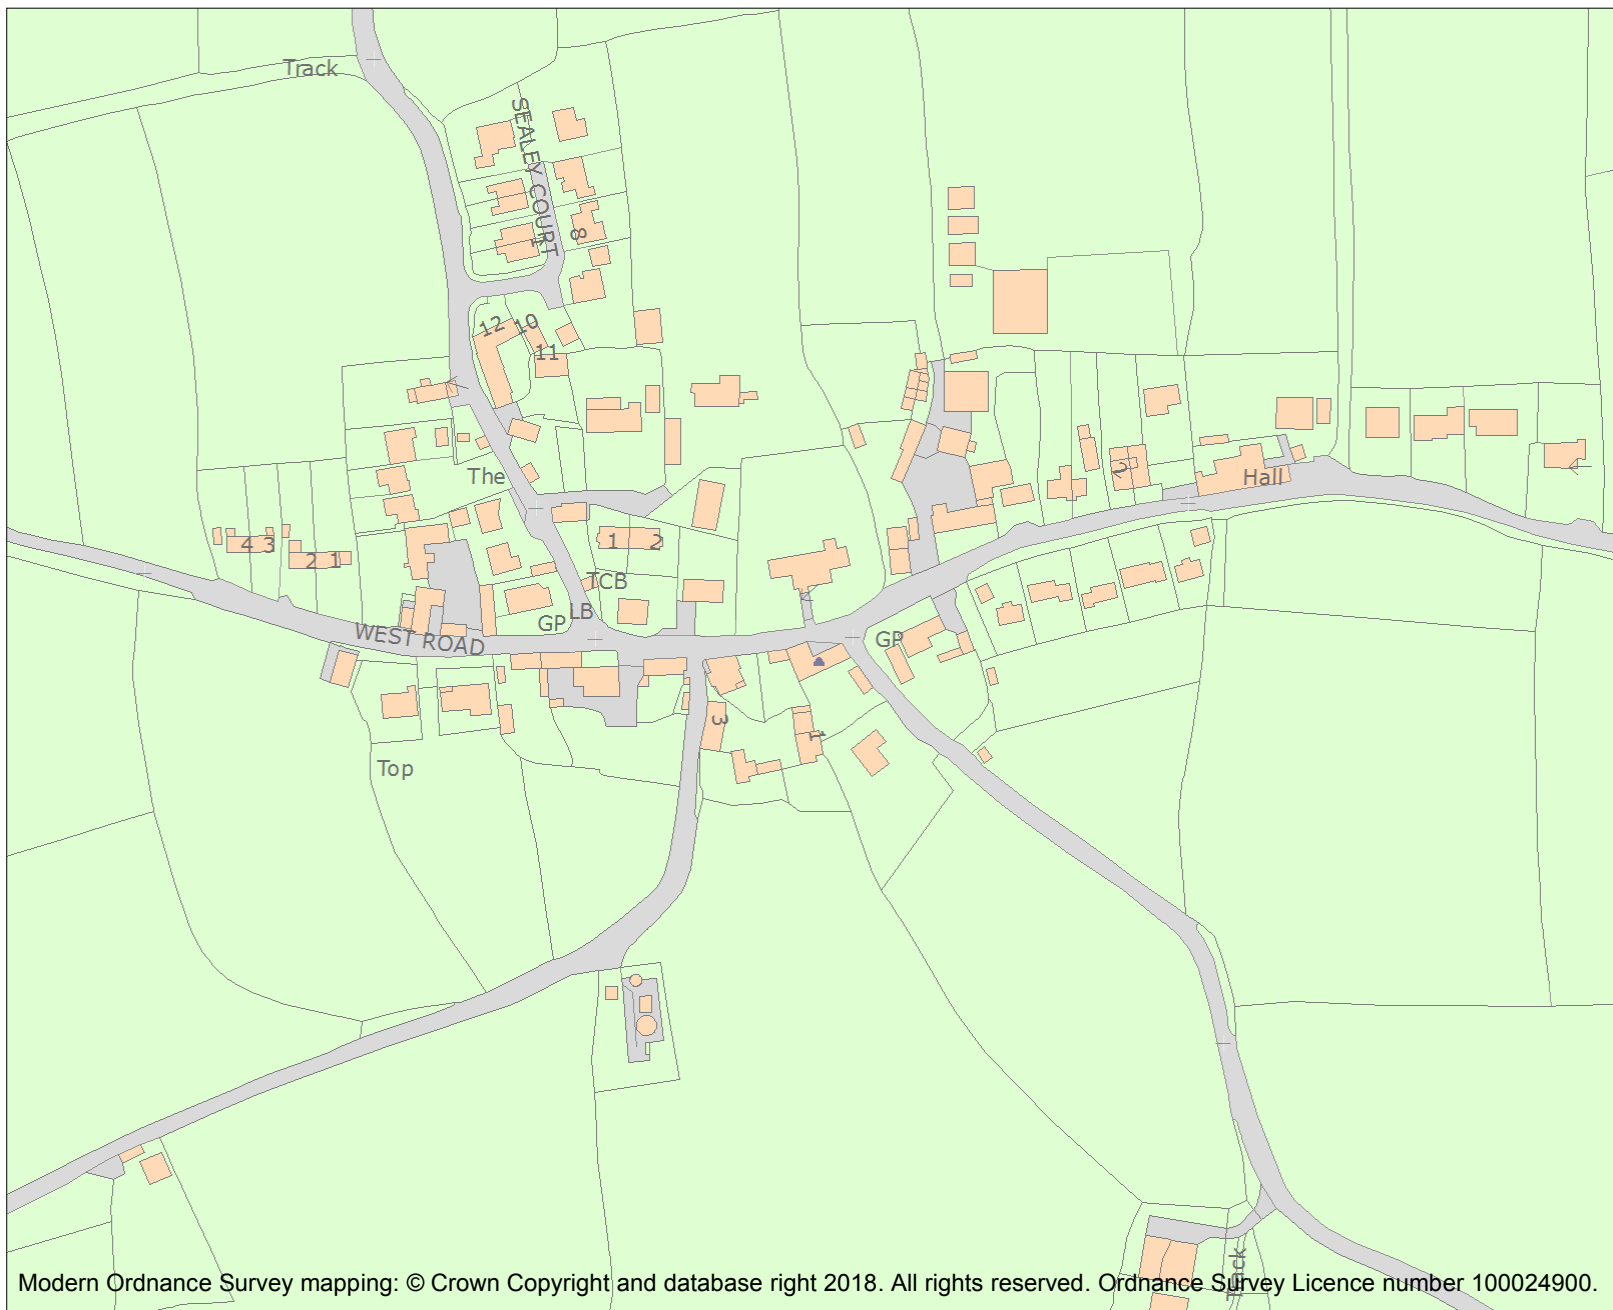 Track
SEALEY COURT
8
1
12
10
11
The
2
Hall
4 3
2 1
1 2
TCB
LB
GP
GP
WEST ROAD
3
1
Top
Track
Modern Ordnance Survey mapping: © Crown Copyright and database right 2018. All rights reserved. Ordnance Survey Licence number 100024900.